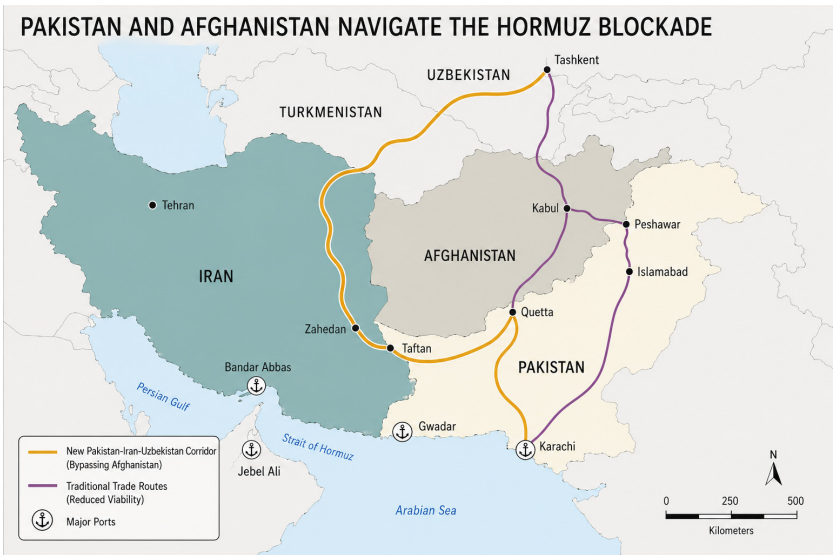 PAKISTAN AND AFGHANISTAN NAVIGATE THE HORMUZ BLOCKADE
Tashkent
UZBEKISTAN
TURKMENISTAN
Tehran
Kabul
Peshawar
AFGHANISTAN
Islamabad
IRAN
Quetta
Zahedan
Taftan
PAKISTAN
Bandar Abbas
Persian Gulf
Gwadar
Strait of Hormuz
Karachi
Jebel Ali
Arabian Sea
New Pakistan-Iran-Uzbekistan Corridor
(Bypassing Afghanistan)
Traditional Trade Routes
(Reduced Viability)
Major Ports
N
0 250 500
Kilometers